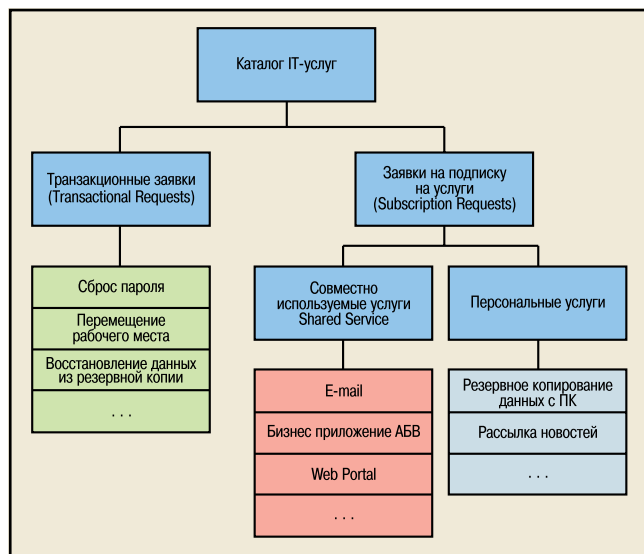 Каталог IT-услуг
Транзакционные заявки
(Transactional Requests)
Заявки на подписку
на услуги
(Subscription Requests)
Сброс пароля
Перемещение
рабочего места
Восстановление данных
из резервной копии
. . .
Совместно
используемые услуги
Shared Service
Персональные услуги
E-mail
Бизнес приложение АБВ
Web Portal
. . .
Резервное копирование
данных с ПК
Рассылка новостей
. . .